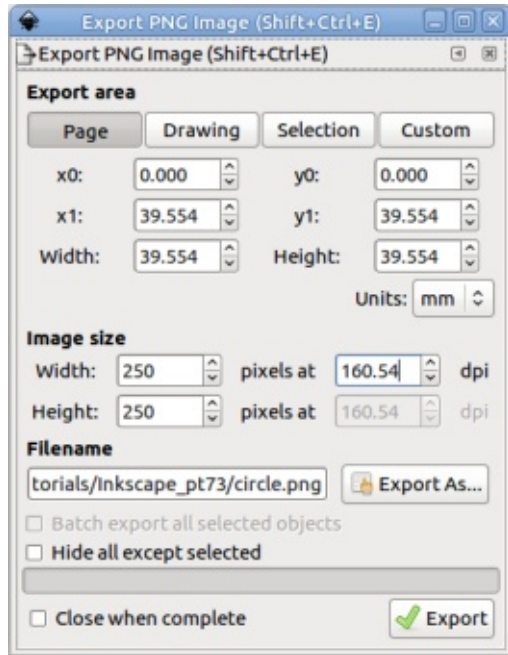 Export PNG Image (Shift+Ctrl+E)
Export PNG Image (Shift+Ctrl+E)
Export area
Page Drawing Selection Custom
x0: 0.000 y0: 0.000
x1: 39.554 y1: 39.554
Width: 39.554 Height: 39.554
Units: mm
Image size
Width: 250 pixels at 160.54 dpi
Height: 250 pixels at 160.54 dpi
Filename
torials/Inkscape_pt73/circle.png Export As...
Batch export all selected objects
Hide all except selected
Close when complete Export